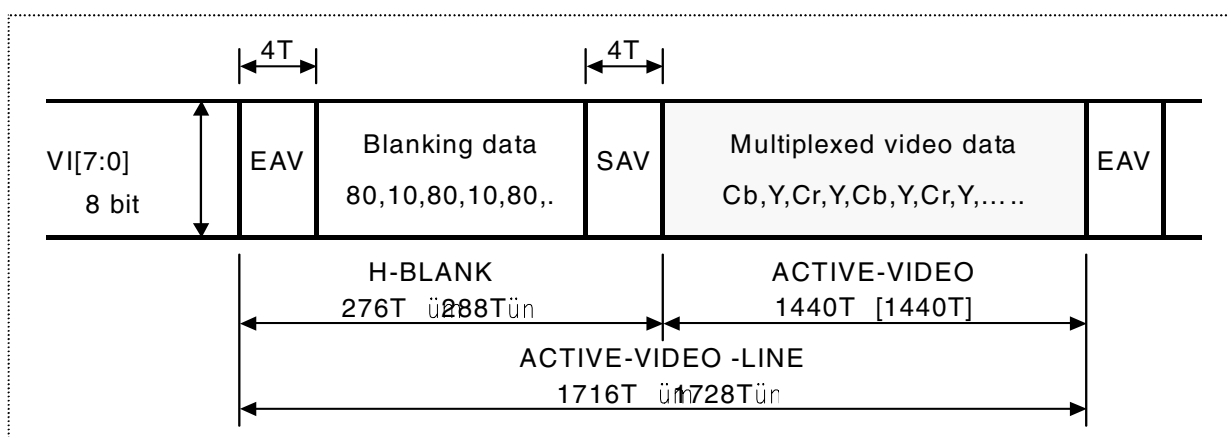 4T
4T
VI[7:0]
8 bit
EAV
Blanking data
80,10,80,10,80,.
SAV
Multiplexed video data
Cb,Y,Cr,Y,Cb,Y,Cr,Y,.....
EAV
H-BLANK
276T
ACTIVE-VIDEO
1440T [1440T]
ACTIVE-VIDEO -LINE
1716T